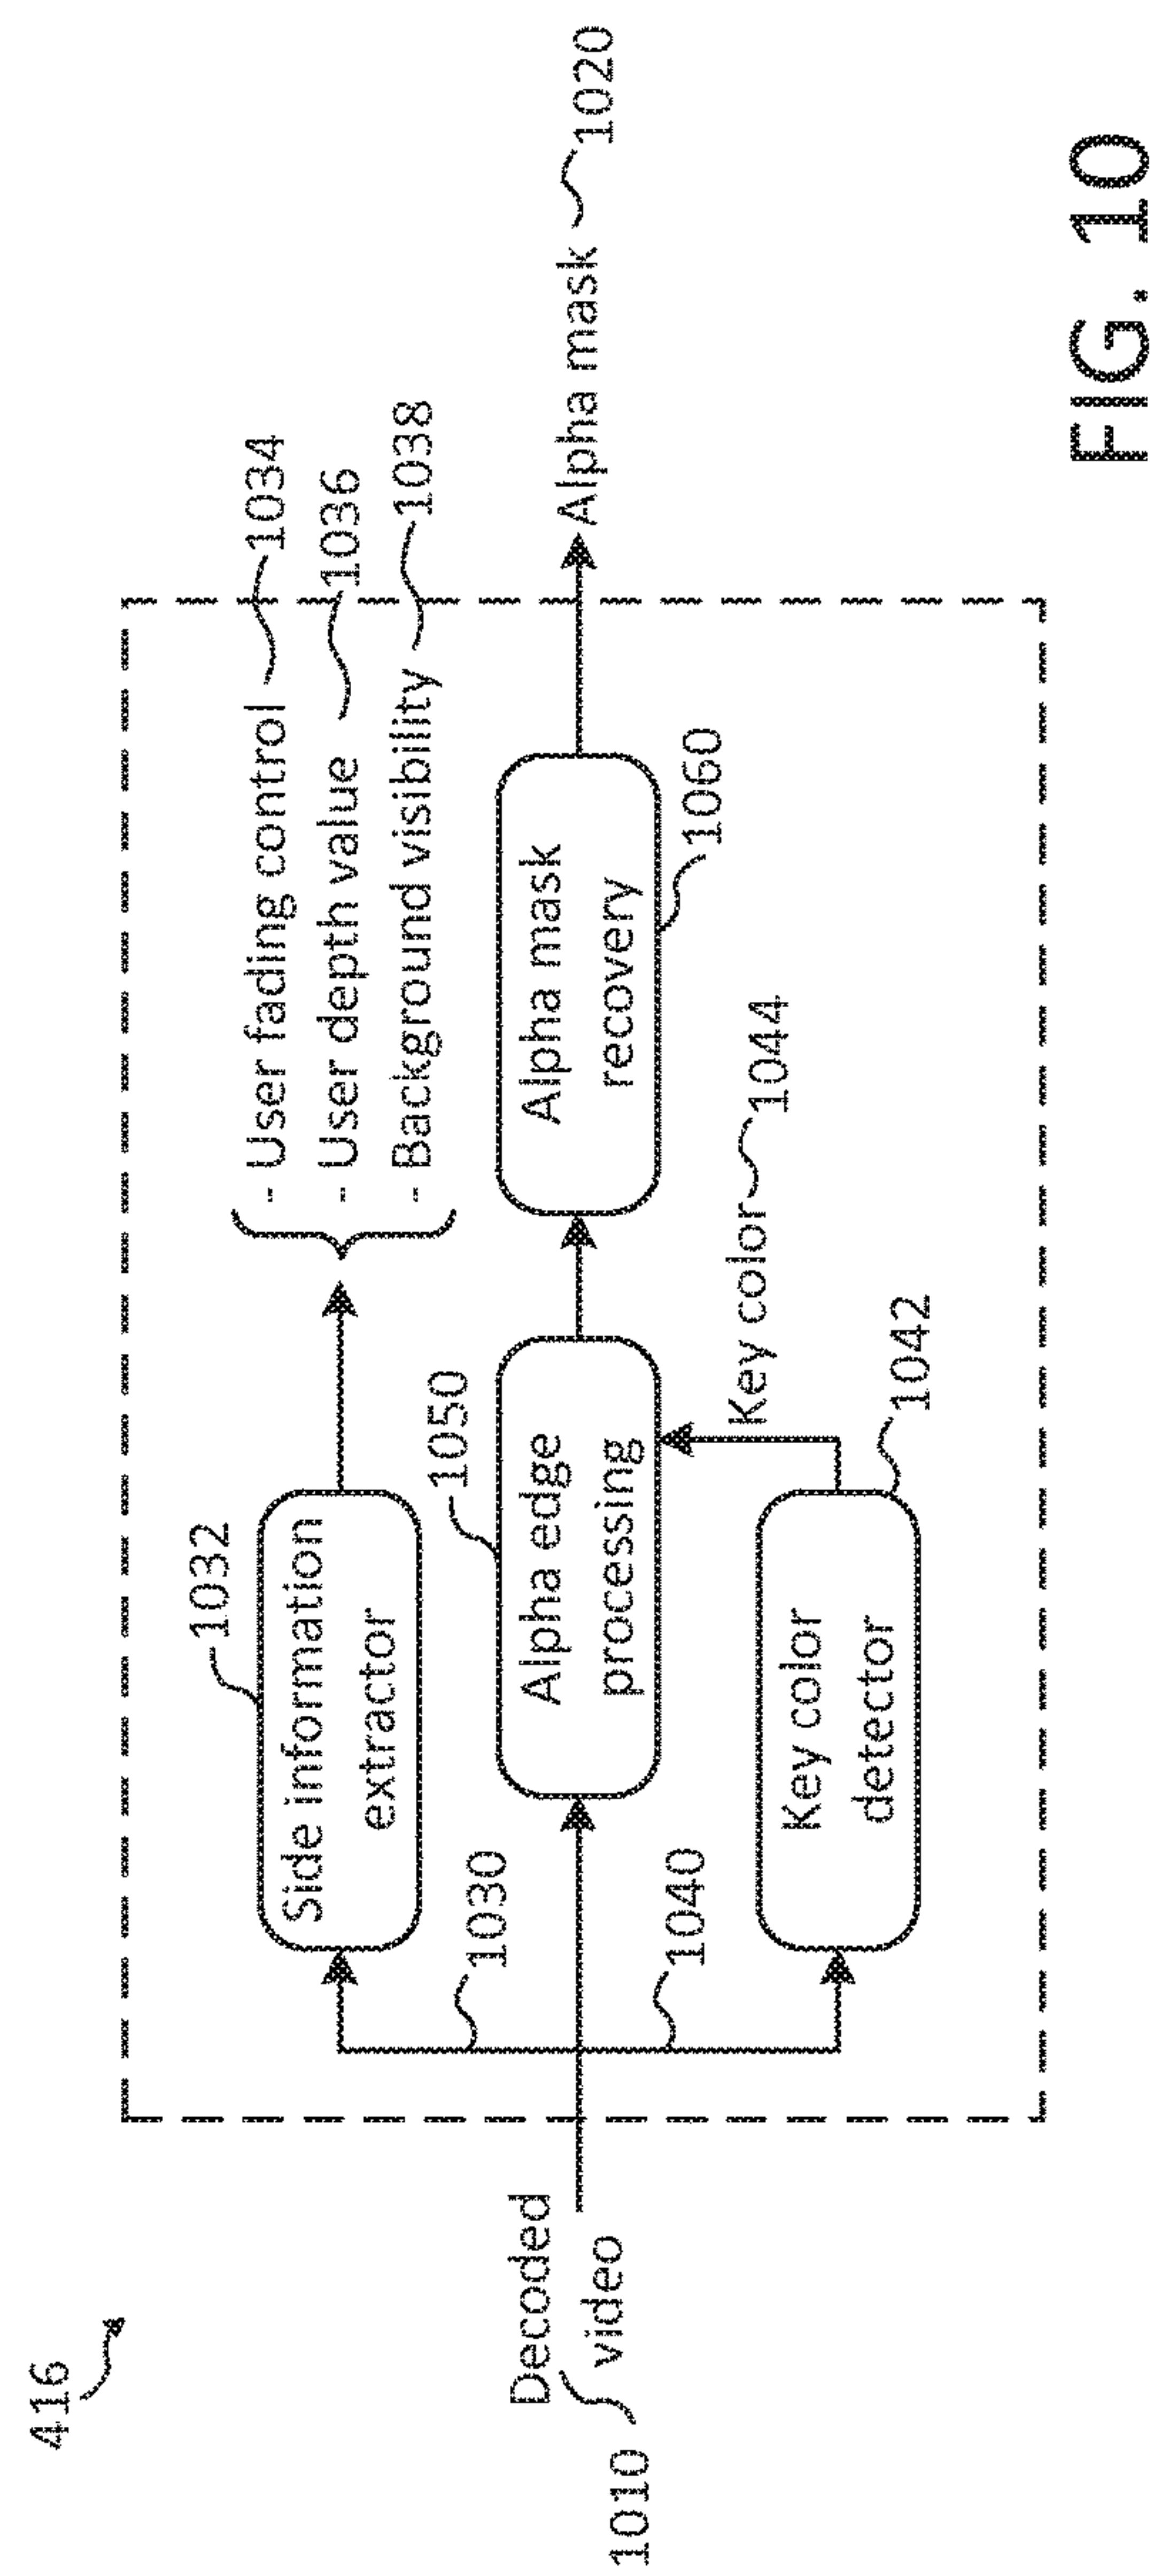 416
1032
Side information
extractor
- User fading control 1034
- User depth value 1036
- Background visibility 1038
Decoded
video
1010
1030
1050
Alpha edge
processing
Alpha mask
recovery
1060
Alpha mask 1020
1040
Key color 1044
Key color
detector
1042
FIG. 10